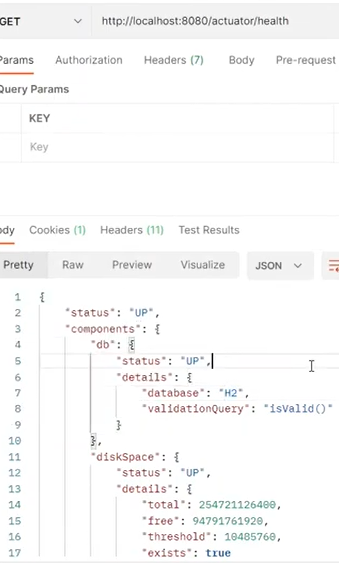 GET http://localhost:8080/actuator/health
Params Authorization Headers (7) Body Pre-request
Query Params
KEY
Key
Body Cookies (1) Headers (11) Test Results
Pretty Raw Preview Visualize JSON
1 {
2 "status": "UP",
3 "components": {
4 "db": {
5 "status": "UP",
6 "details": {
7 "database": "H2",
8 "validationQuery": "isValid()"
9 }
10 },
11 "diskSpace": {
12 "status": "UP",
13 "details": {
14 "total": 254721126400,
15 "free": 94791761920,
16 "threshold": 10485760,
17 "exists": true